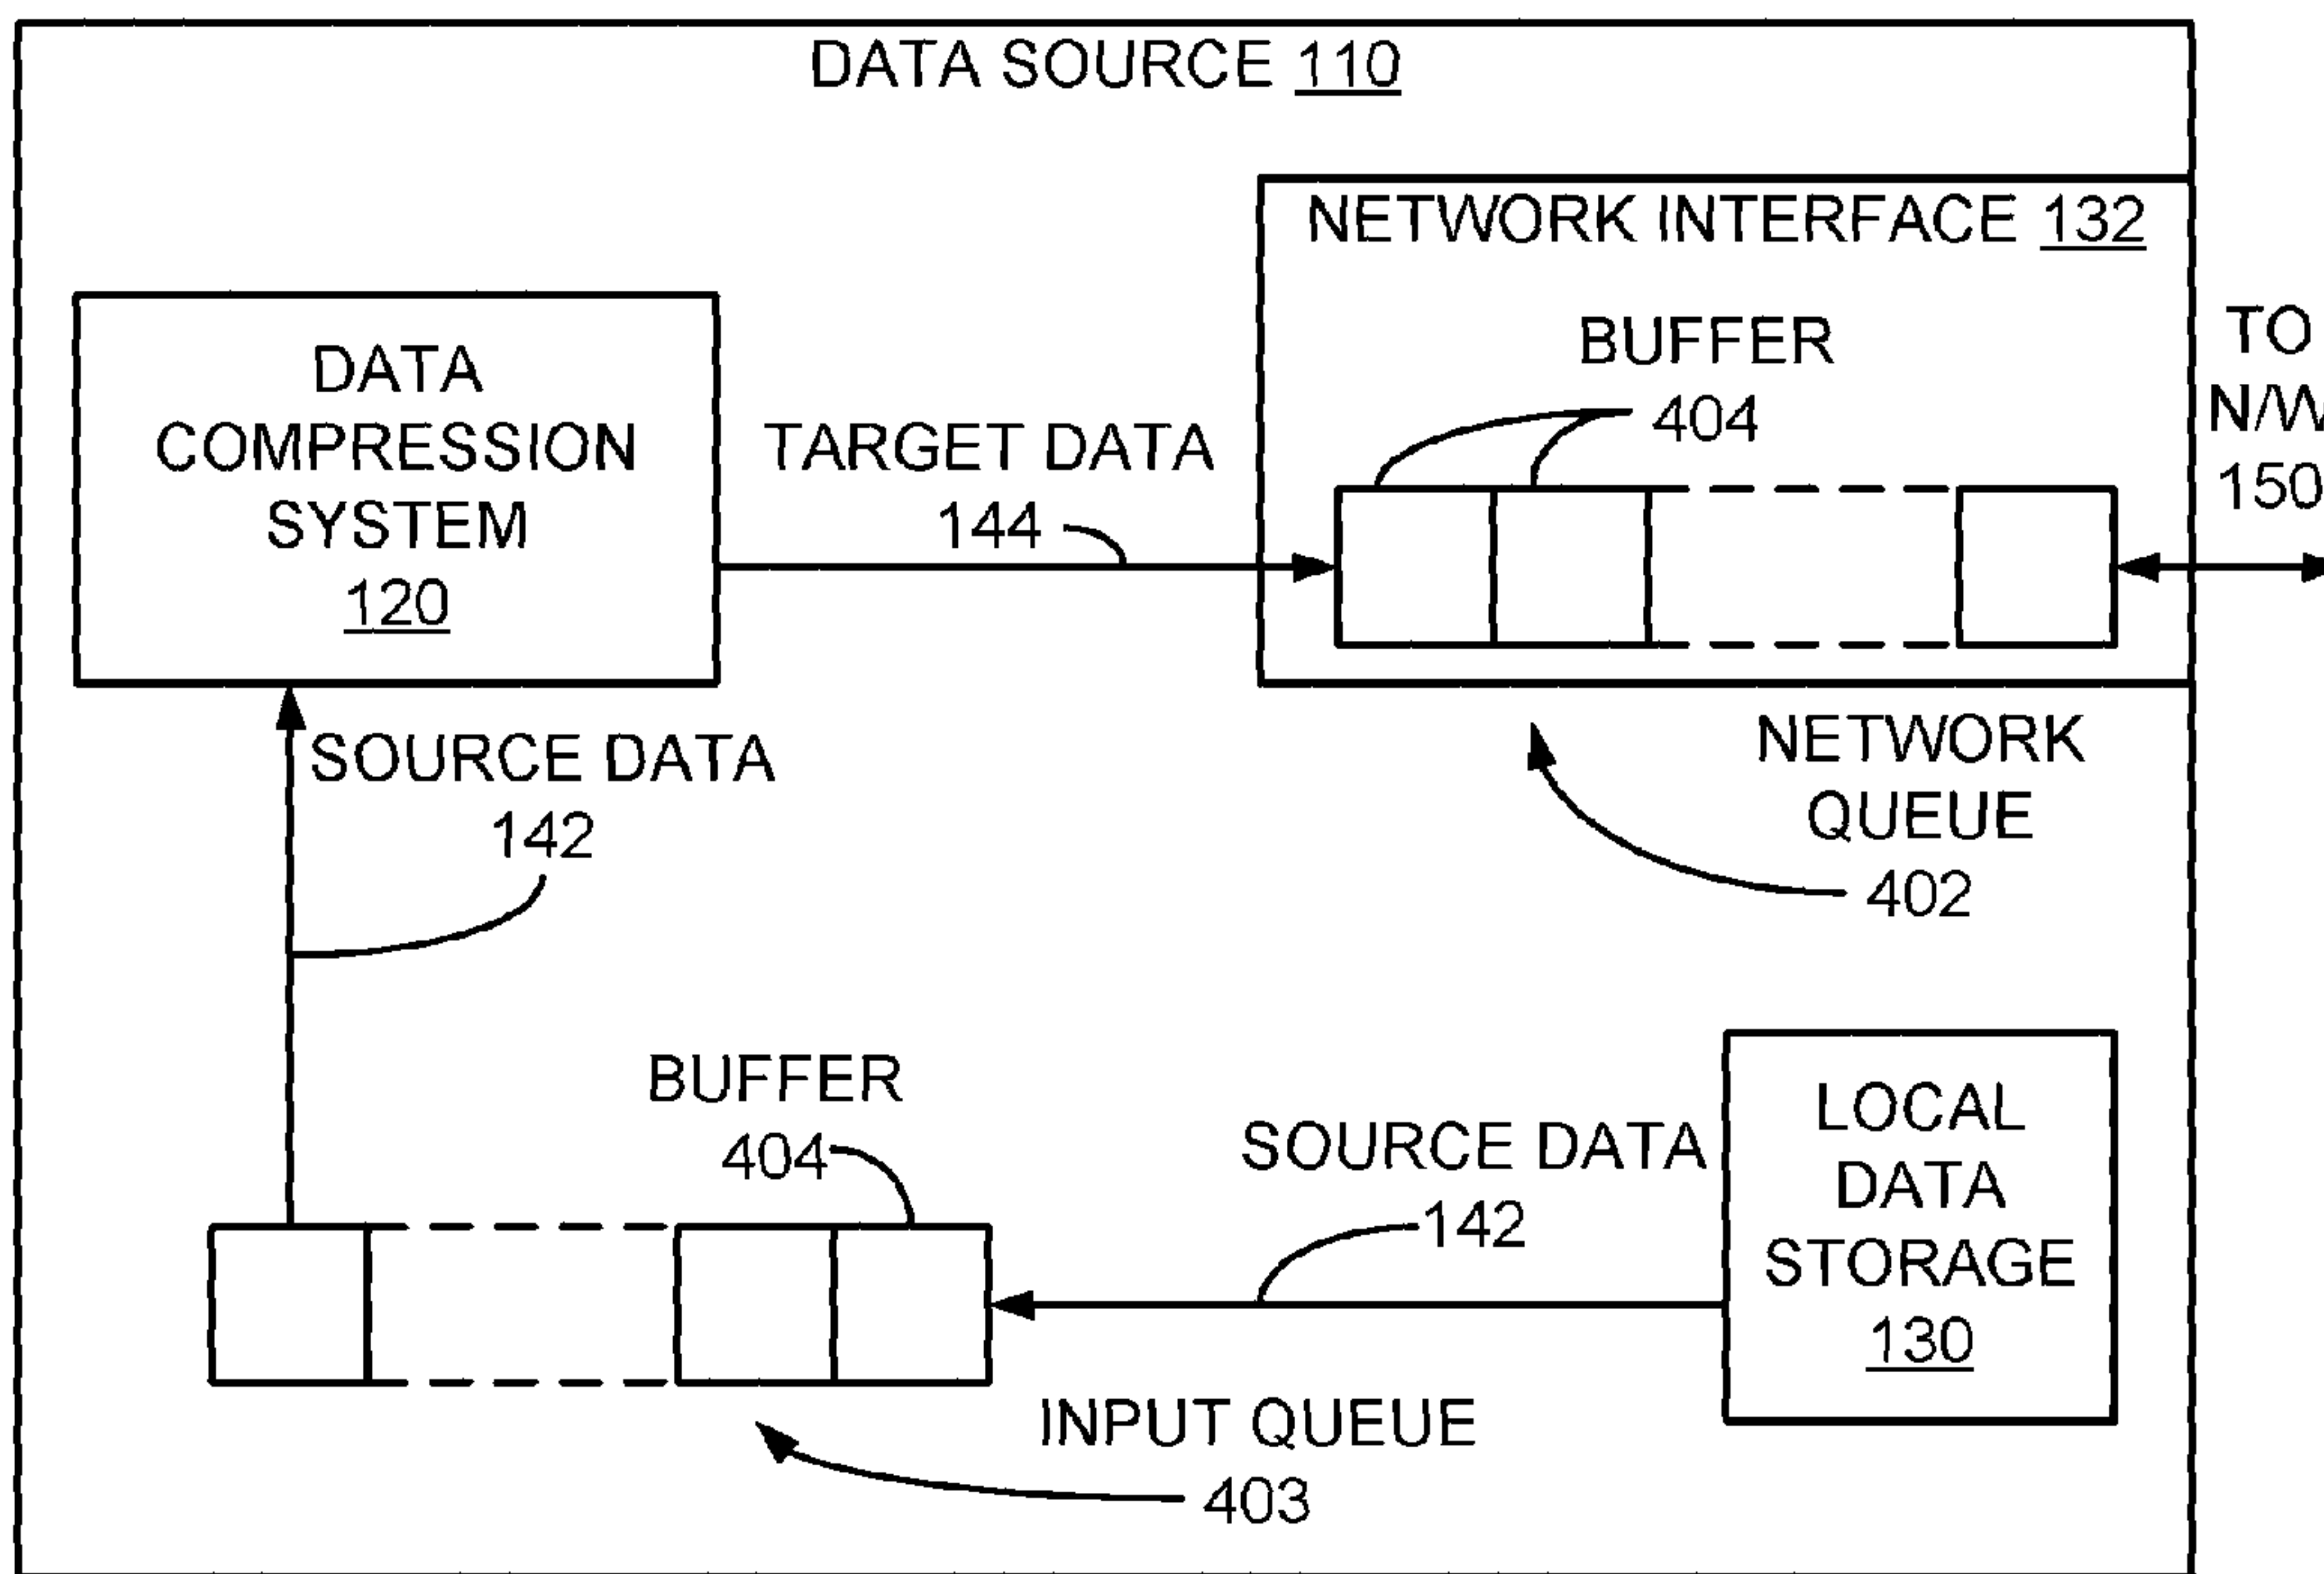 DATA SOURCE 110
NETWORK INTERFACE 132
BUFFER
404
DATA
COMPRESSION
SYSTEM
120
TARGET DATA
144
TO
N/W
150
SOURCE DATA
142
NETWORK
QUEUE
402
BUFFER
404
SOURCE DATA
142
LOCAL
DATA
STORAGE
130
INPUT QUEUE
403